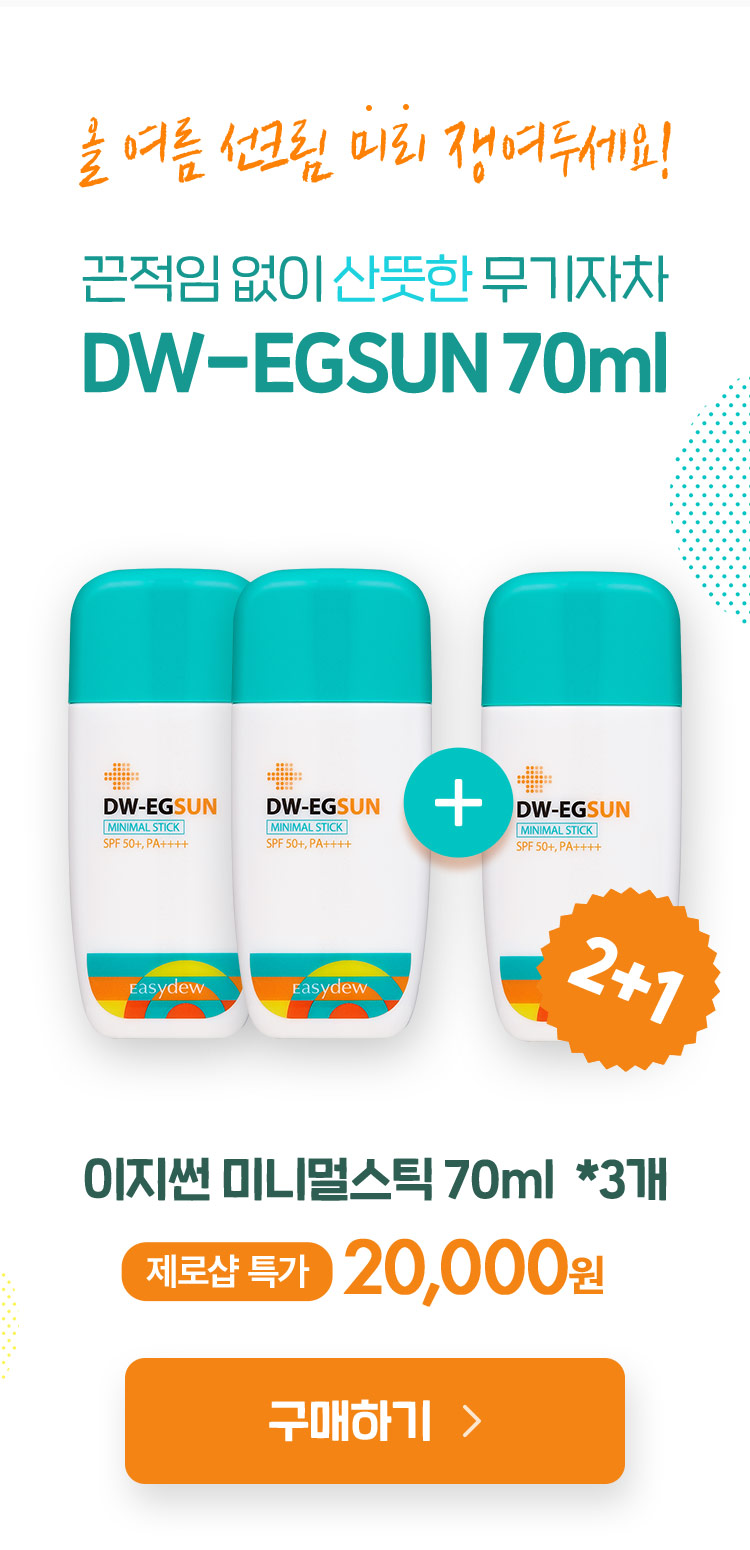 올 여름 선크림 미리 쟁여두세요!
끈적임 없이 산뜻한 무기자차
DW-EGSUN 70ml
DW-EGSUN
MINIMAL STICK
SPF 50+, PA++++
Easydew
DW-EGSUN
MINIMAL STICK
SPF 50+, PA++++
Easydew
+
DW-EGSUN
MINIMAL STICK
SPF 50+, PA++++
2+1
이지썬 미니멀스틱 70ml *3개
제로샵 특가 20,000원
구매하기 >